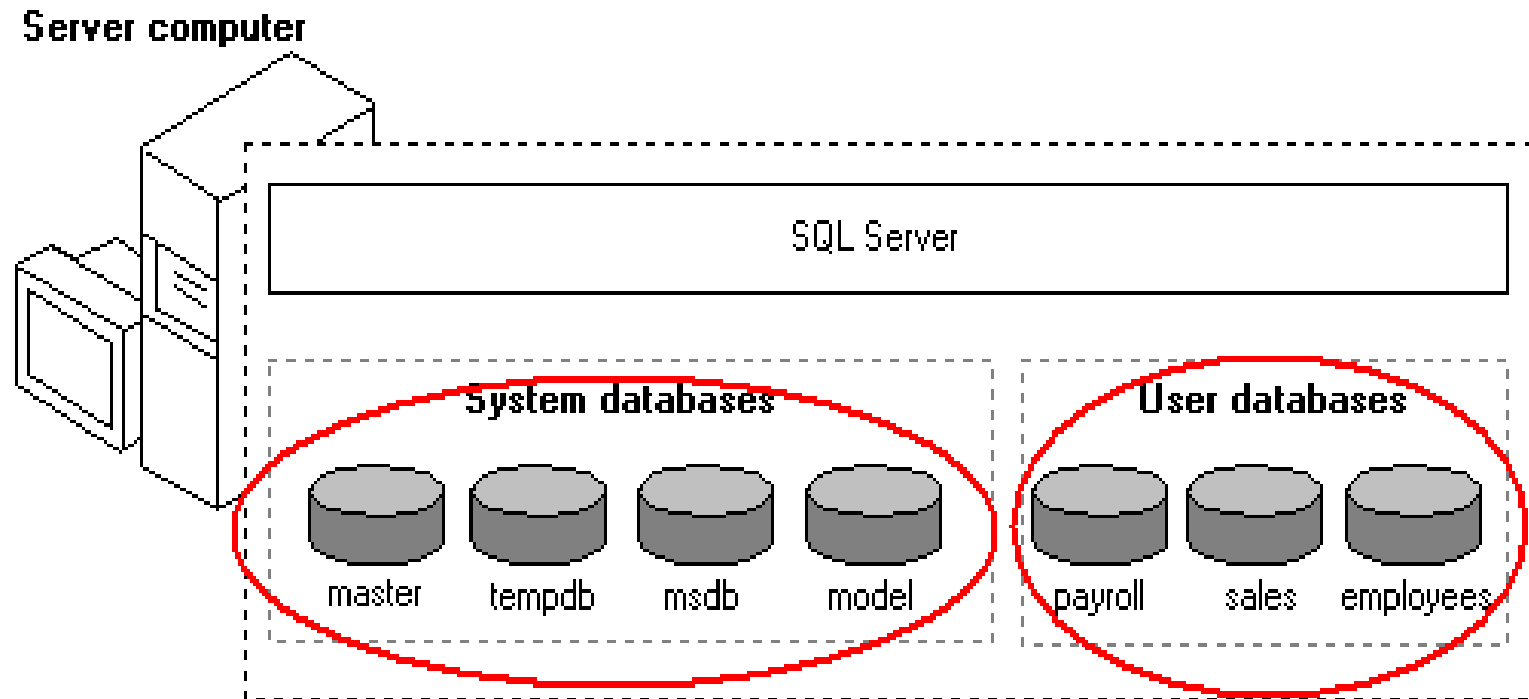 Server computer
SQL Server
System databases
User databases
master
tempdb
msdb
model
payroll
sales
employees